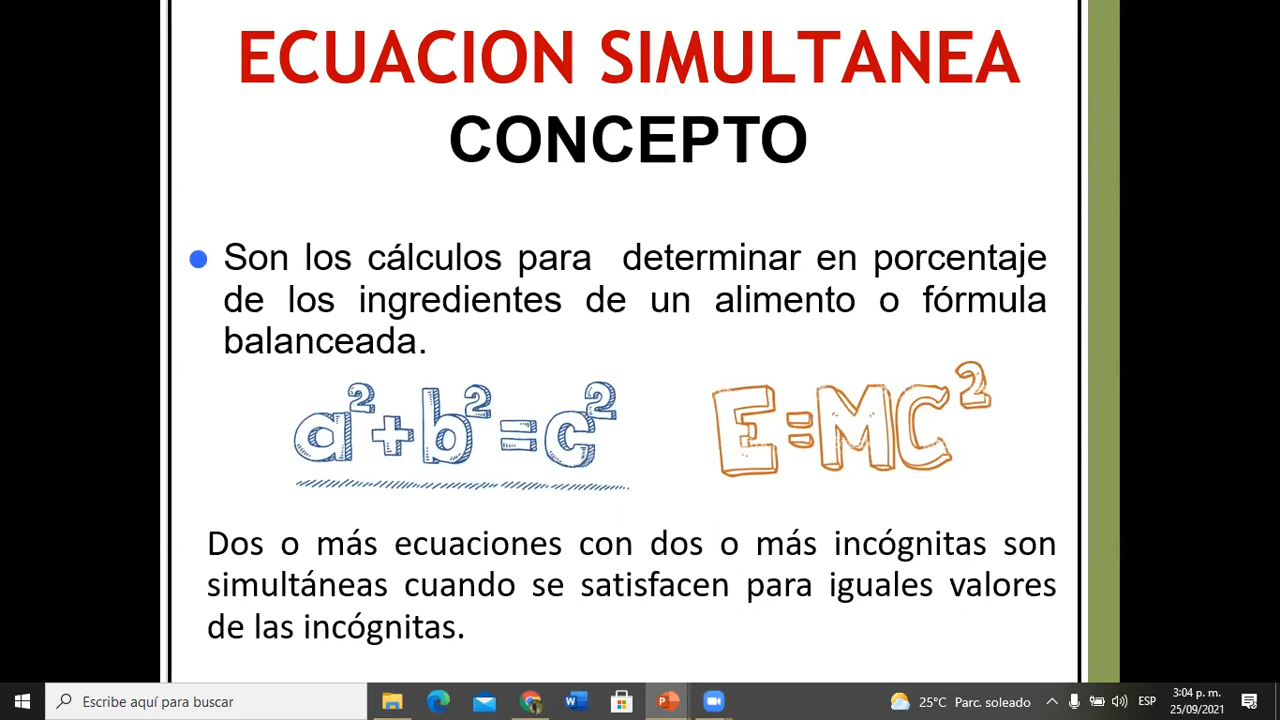 ECUACION SIMULTANEA
CONCEPTO
Son los cálculos para determinar en porcentaje
de los ingredientes de un alimento o fórmula
balanceada.
a²+b²=c²
E=MC²
Dos o más ecuaciones con dos o más incógnitas son
simultáneas cuando se satisfacen para iguales valores
de las incógnitas.
Escribe aquí para buscar
25°C Parc. soleado
ESP
3:04 p. m.
25/09/2021